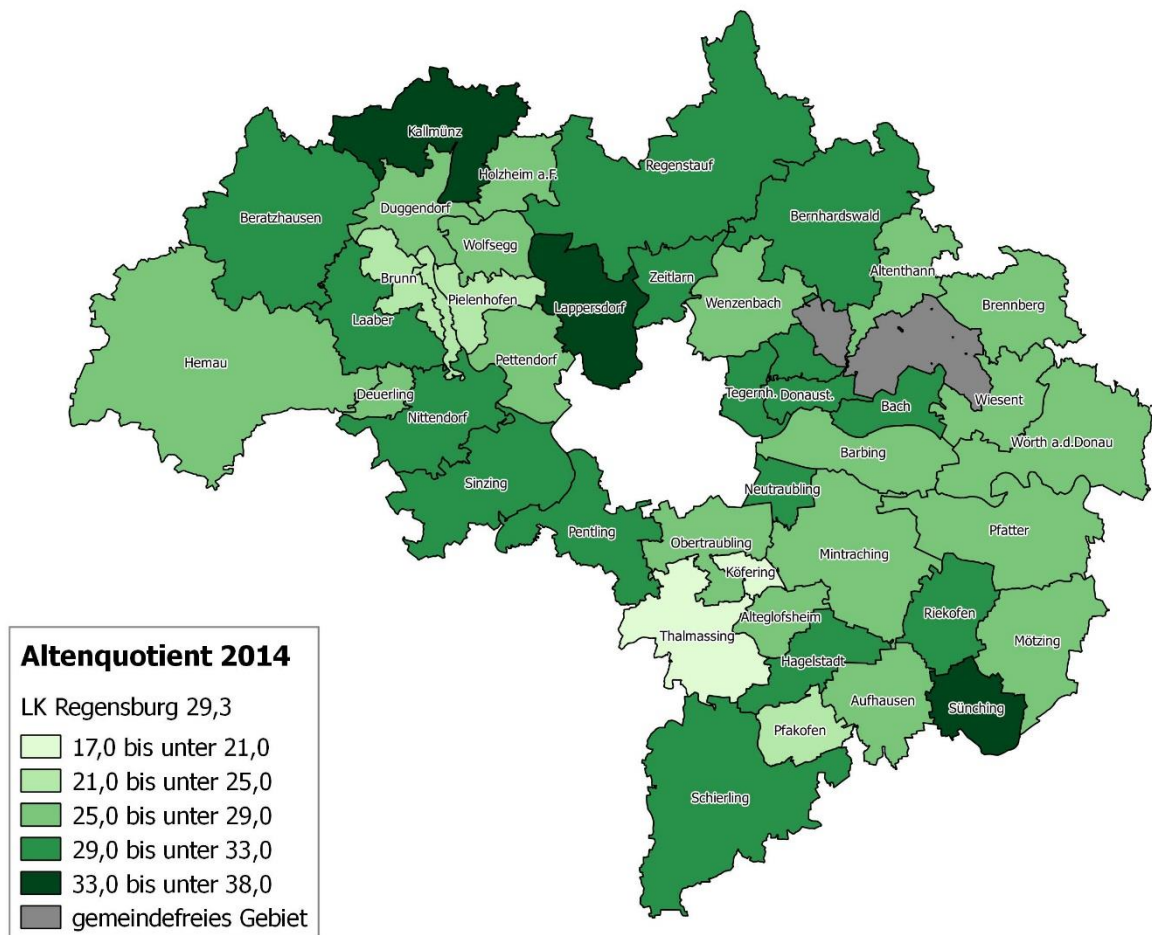 Kallmünz
Holzheim a.F.
Regenstauf
Beratzhausen
Duggendorf
Bernhardswald
Wolfsegg
Altenthann
Brunn
Zeitlarn
Pielenhofen
Lappersdorf
Wenzenbach
Brennberg
Laaber
Hemau
Pettendorf
Deuerling
Tegernh.
Donaust.
Bach
Wiesent
Nittendorf
Wörth a.d.Donau
Barbing
Sinzing
Neutraubling
Pentling
Pfatter
Obertraubling
Mintraching
Köfering
Riekofen
Alteglofsheim
Thalmassing
Mötzing
Hagelstadt
Aufhausen
Sünching
Pfakofen
Schierling
Altenquotient 2014
LK Regensburg 29,3
17,0 bis unter 21,0
21,0 bis unter 25,0
25,0 bis unter 29,0
29,0 bis unter 33,0
33,0 bis unter 38,0
gemeindefreies Gebiet